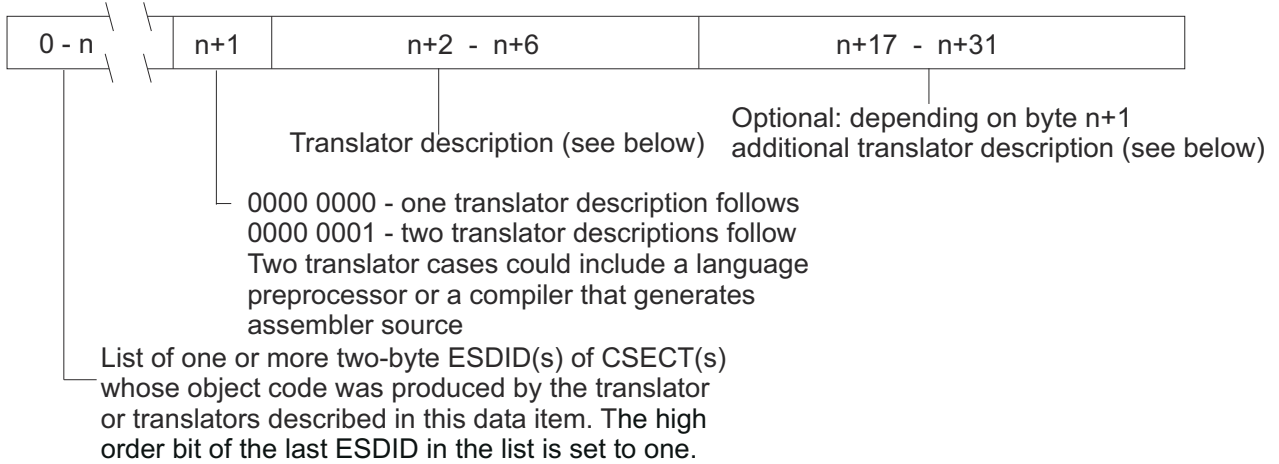 0 - n
n+1
n+2 - n+6
n+17 - n+31
Translator description (see below)
Optional: depending on byte n+1
additional translator description (see below)
0000 0000 - one translator description follows
0000 0001 - two translator descriptions follow
Two translator cases could include a language
preprocessor or a compiler that generates
assembler source
List of one or more two-byte ESDID(s) of CSECT(s)
whose object code was produced by the translator
or translators described in this data item. The high
order bit of the last ESDID in the list is set to one.